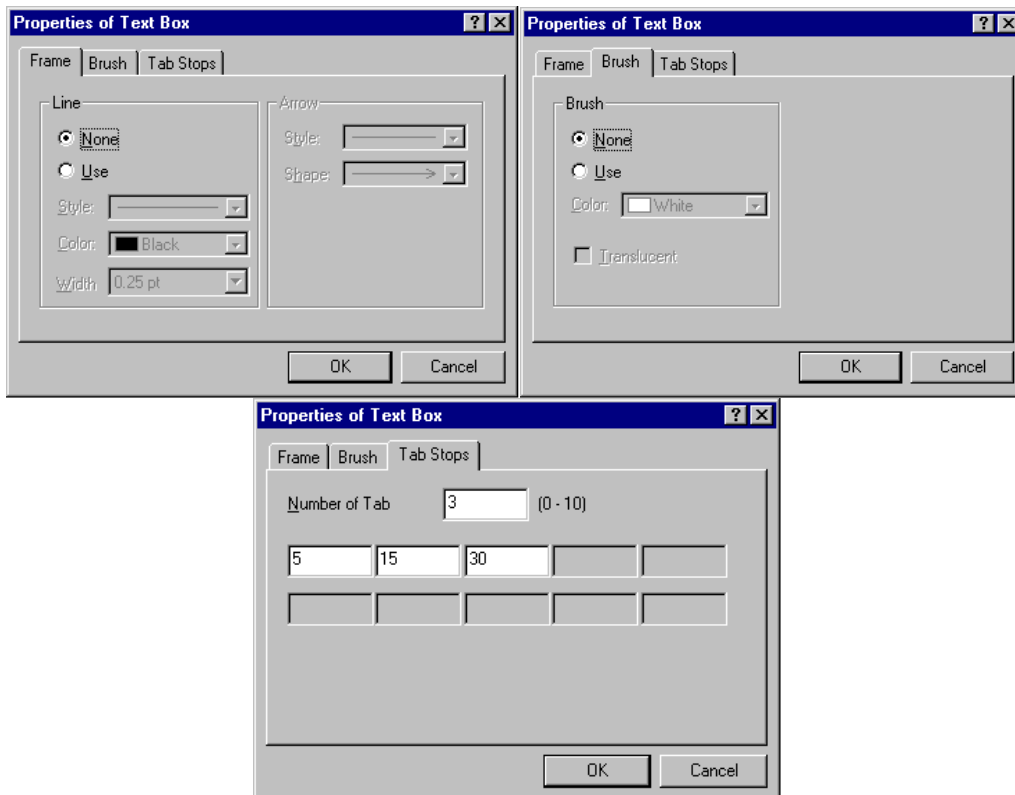 Properties of Text Box
Frame Brush Tab Stops
Line
None
Use
Style:
Color: Black
Width 0.25 pt
Arrow
Style:
Shape:
OK Cancel
Properties of Text Box
Frame Brush Tab Stops
Brush
None
Use
Color: White
Translucent
OK Cancel
Properties of Text Box
Frame Brush Tab Stops
Number of Tab 3 (0 - 10)
5 15 30
OK Cancel